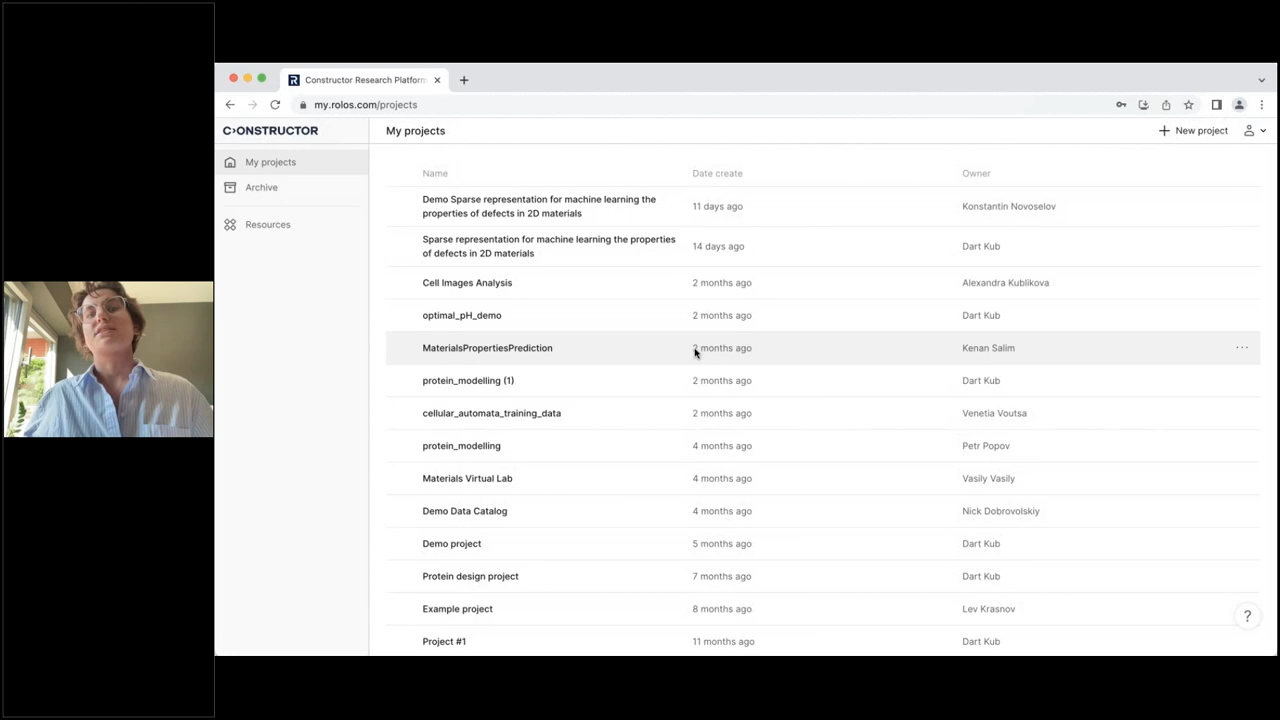 Constructor Research Platform
my.rolos.com/projects
C›ONSTRUCTOR
My projects
New project
My projects
Archive
Resources
Name Date create Owner
Demo Sparse representation for machine learning the
properties of defects in 2D materials
11 days ago Konstantin Novoselov
Sparse representation for machine learning the properties
of defects in 2D materials
14 days ago Dart Kub
Cell Images Analysis 2 months ago Alexandra Kublikova
optimal_pH_demo 2 months ago Dart Kub
MaterialsPropertiesPrediction 2 months ago Kenan Salim
protein_modelling (1) 2 months ago Dart Kub
cellular_automata_training_data 2 months ago Venetia Voutsa
protein_modelling 4 months ago Petr Popov
Materials Virtual Lab 4 months ago Vasily Vasily
Demo Data Catalog 4 months ago Nick Dobrovolskiy
Demo project 5 months ago Dart Kub
Protein design project 7 months ago Dart Kub
Example project 8 months ago Lev Krasnov
Project #1 11 months ago Dart Kub
?